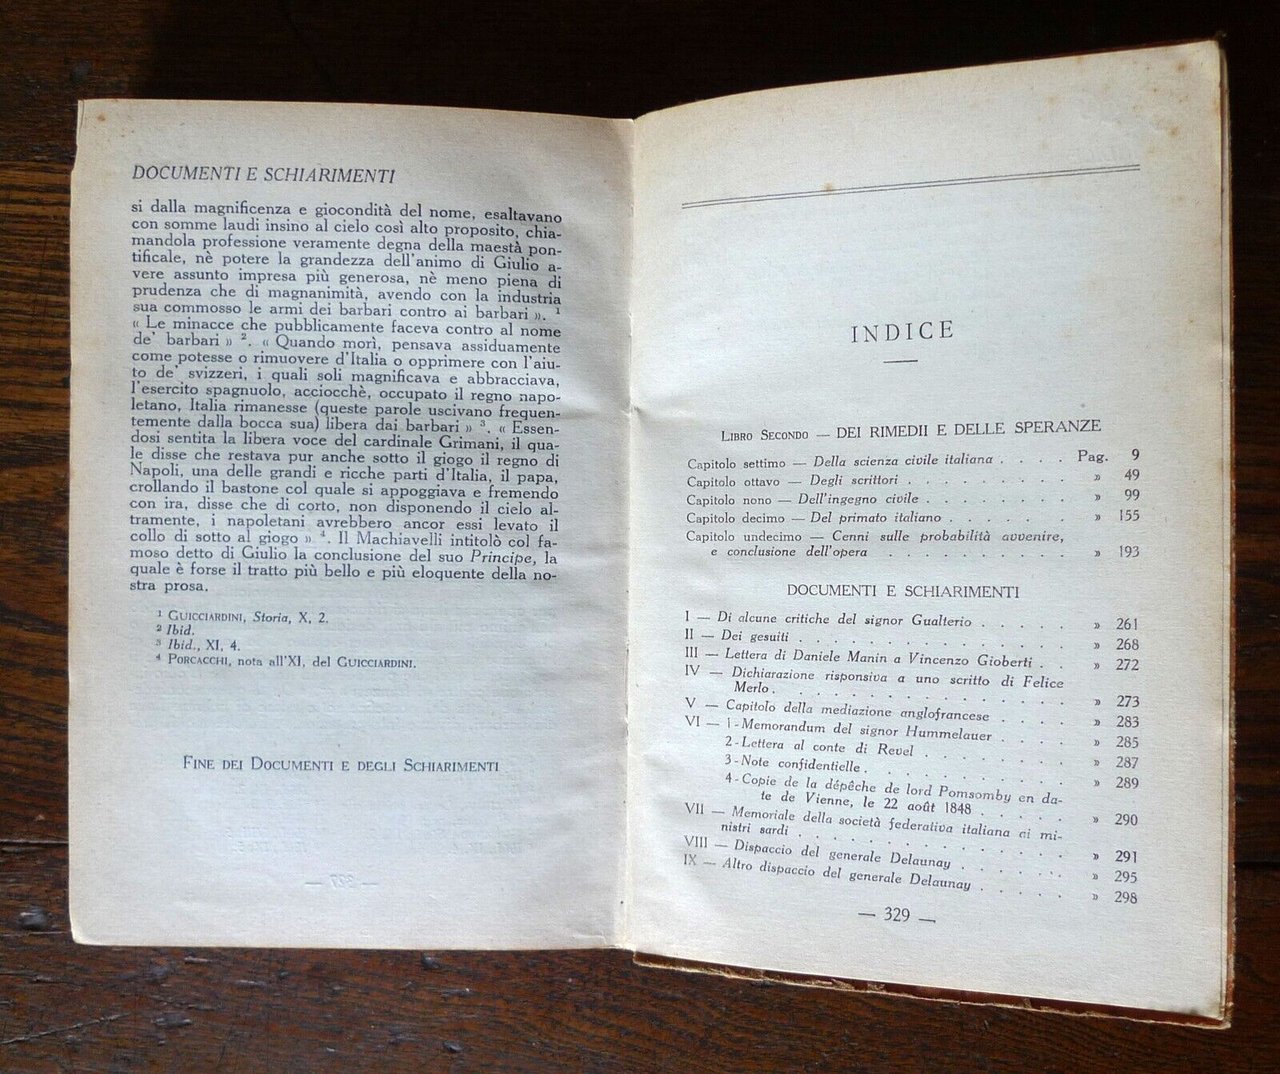 DOCUMENTI E SCHIARIMENTI
si dalla magnificenza e giocondità del nome, esaltavano
con somme laudi insino al cielo così alto proposito, chia-
mandola professione veramente degna della maestà pon-
tificale, nè potere la grandezza dell'animo di Giulio a-
vere assunto impresa più generosa, nè meno piena di
prudenza che di magnanimità, avendo con la industria
sua commosso le armi dei barbari contro ai barbari ». ¹
« Le minacce che pubblicamente faceva contro al nome
de' barbari » ². « Quando morì, pensava assiduamente
come potesse o rimuovere d'Italia o opprimere con l'aiu-
to de' svizzeri, i quali soli magnificava e abbracciava,
l'esercito spagnuolo, acciocchè, occupato il regno napo-
letano, Italia rimanesse (queste parole uscivano frequen-
temente dalla bocca sua) libera dai barbari » ³. « Essen-
dosi sentita la libera voce del cardinale Grimani, il qua-
le disse che restava pur anche sotto il giogo il regno di
Napoli, una delle grandi e ricche parti d'Italia, il papa,
crollando il bastone col quale si appoggiava e fremendo
con ira, disse che di corto, non disponendo il cielo al-
tramente, i napoletani avrebbero ancor essi levato il
collo di sotto al giogo » ⁴. Il Machiavelli intitolò col fa-
moso detto di Giulio la conclusione del suo Principe, la
quale è forse il tratto più bello e più eloquente della no-
stra prosa.
¹ GUICCIARDINI, Storia, X, 2.
² Ibid.
³ Ibid., XI, 4.
⁴ PORCACCHI, nota all'XI, del GUICCIARDINI.
FINE DEI DOCUMENTI E DEGLI SCHIARIMENTI
INDICE
LIBRO SECONDO — DEI RIMEDII E DELLE SPERANZE
Capitolo settimo — Della scienza civile italiana . . . . Pag. 9
Capitolo ottavo — Degli scrittori . . . . . . . . . . » 49
Capitolo nono — Dell'ingegno civile . . . . . . . . . » 99
Capitolo decimo — Del primato italiano . . . . . . . » 155
Capitolo undecimo — Cenni sulle probabilità avvenire,
e conclusione dell'opera . . . . . . . . . . . » 193
DOCUMENTI E SCHIARIMENTI
I — Di alcune critiche del signor Gualterio . . . . . » 261
II — Dei gesuiti . . . . . . . . . . . . . . . » 268
III — Lettera di Daniele Manin a Vincenzo Gioberti . . » 272
IV — Dichiarazione risponsiva a uno scritto di Felice
Merlo . . . . . . . . . . . . . . . . . » 273
V — Capitolo della mediazione anglofrancese . . . . » 283
VI — 1 - Memorandum del signor Hummelauer . . . . » 285
2 - Lettera al conte di Revel . . . . . . . . » 287
3 - Note confidentielle . . . . . . . . . . . » 289
4 - Copie de la dépêche de lord Pomsomby en da-
te de Vienne, le 22 août 1848 . . . . . » 290
VII — Memoriale della società federativa italiana ai mi-
nistri sardi . . . . . . . . . . . . . . . » 291
VIII — Dispaccio del generale Delaunay . . . . . . » 295
IX — Altro dispaccio del generale Delaunay . . . . . » 298
— 329 —